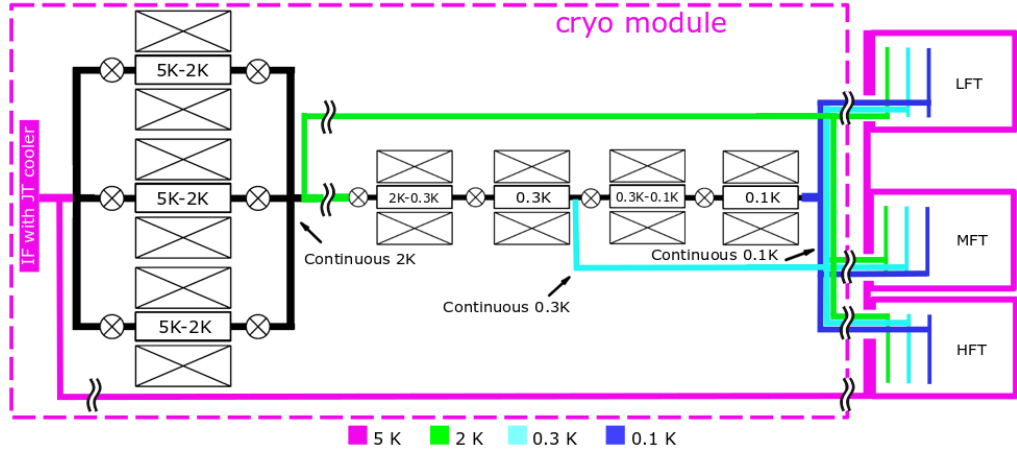 cryo module
IF with JT cooler
5K-2K
5K-2K
5K-2K
Continuous 2K
2K-0.3K
0.3K
0.3K-0.1K
0.1K
Continuous 0.1K
Continuous 0.3K
LFT
MFT
HFT
5 K
2 K
0.3 K
0.1 K